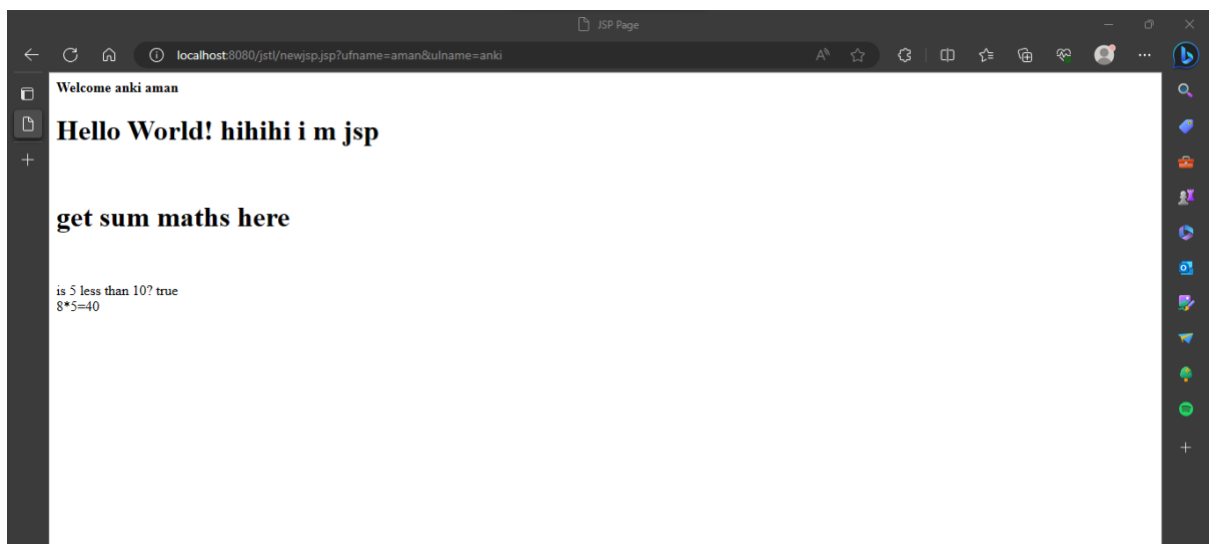 JSP Page
localhost:8080/jstl/newjsp.jsp?ufname=aman&ulname=anki
Welcome anki aman
Hello World! hihihi i m jsp
get sum maths here
is 5 less than 10? true
8*5=40